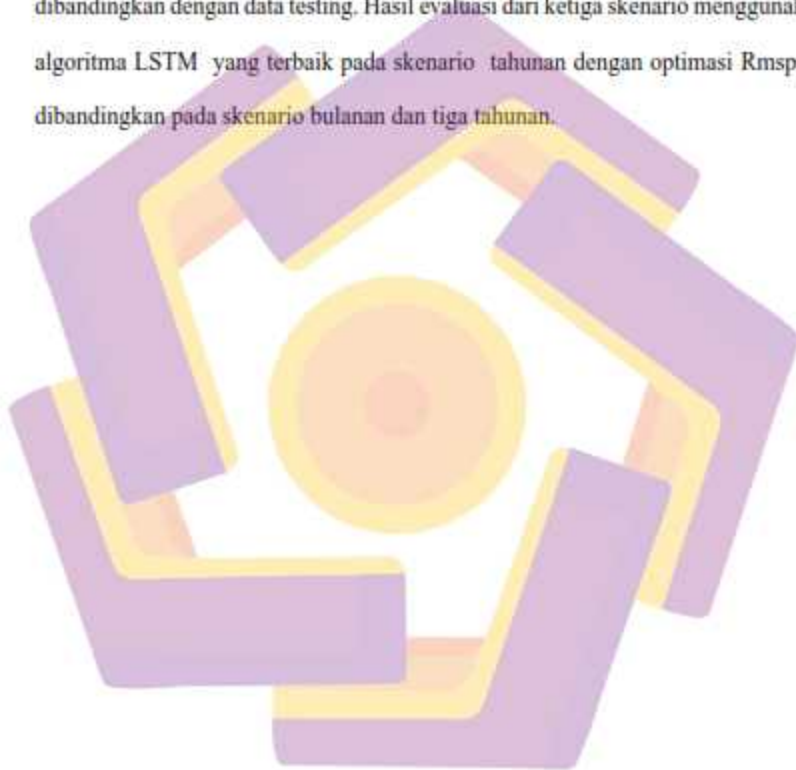 dibandingkan dengan data testing. Hasil evaluasi dari ketiga skenario menggunal
algoritma LSTM yang terbaik pada skenario tahunan dengan optimasi Rmsp
dibandingkan pada skenario bulanan dan tiga tahunan.